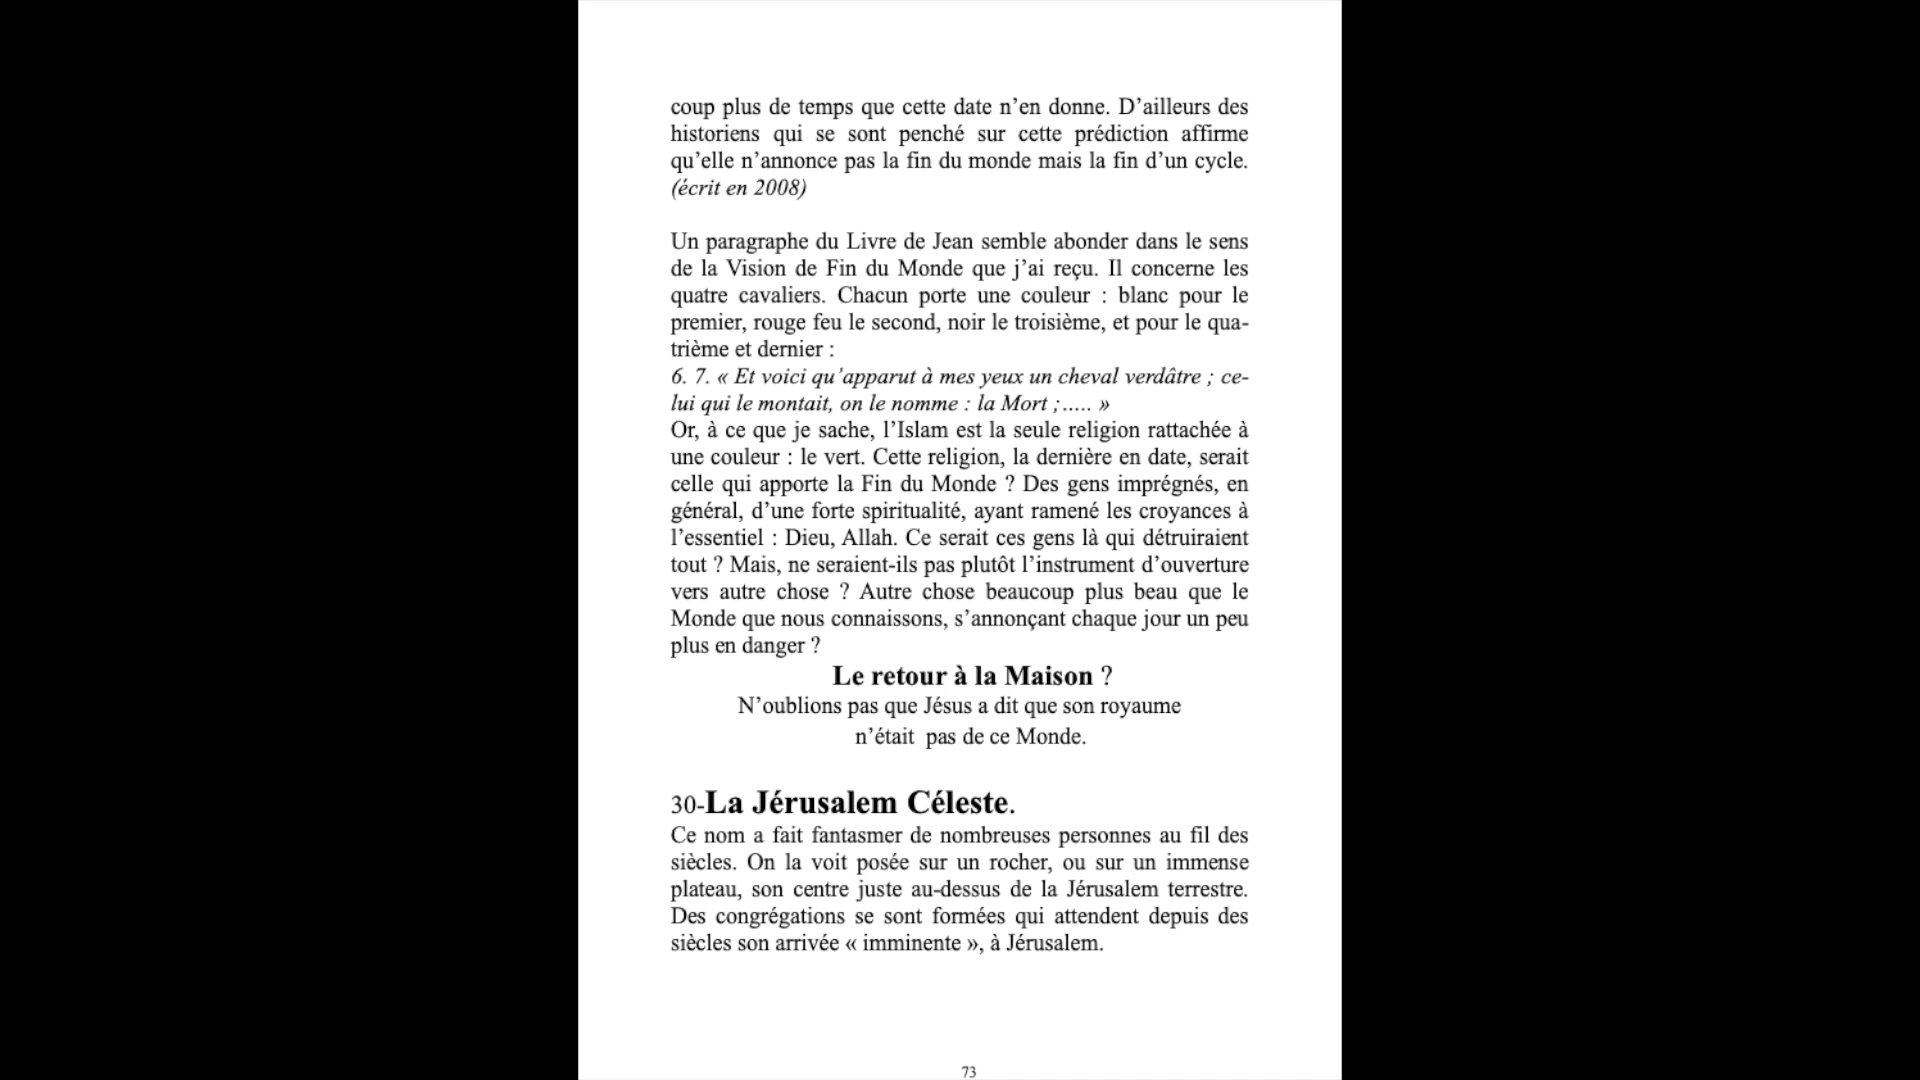 coup plus de temps que cette date n’en donne. D’ailleurs des
historiens qui se sont penché sur cette prédiction affirme
qu’elle n’annonce pas la fin du monde mais la fin d’un cycle.
(écrit en 2008)
Un paragraphe du Livre de Jean semble abonder dans le sens
de la Vision de Fin du Monde que j’ai reçu. Il concerne les
quatre cavaliers. Chacun porte une couleur : blanc pour le
premier, rouge feu le second, noir le troisième, et pour le qua-
trième et dernier :
6. 7. « Et voici qu’apparut à mes yeux un cheval verdâtre ; ce-
lui qui le montait, on le nomme : la Mort ;..... »
Or, à ce que je sache, l’Islam est la seule religion rattachée à
une couleur : le vert. Cette religion, la dernière en date, serait
celle qui apporte la Fin du Monde ? Des gens imprégnés, en
général, d’une forte spiritualité, ayant ramené les croyances à
l’essentiel : Dieu, Allah. Ce serait ces gens là qui détruiraient
tout ? Mais, ne seraient-ils pas plutôt l’instrument d’ouverture
vers autre chose ? Autre chose beaucoup plus beau que le
Monde que nous connaissons, s’annonçant chaque jour un peu
plus en danger ?
Le retour à la Maison ?
N’oublions pas que Jésus a dit que son royaume
n’était  pas de ce Monde.
30-La Jérusalem Céleste.
Ce nom a fait fantasmer de nombreuses personnes au fil des
siècles. On la voit posée sur un rocher, ou sur un immense
plateau, son centre juste au-dessus de la Jérusalem terrestre.
Des congrégations se sont formées qui attendent depuis des
siècles son arrivée « imminente », à Jérusalem.
73